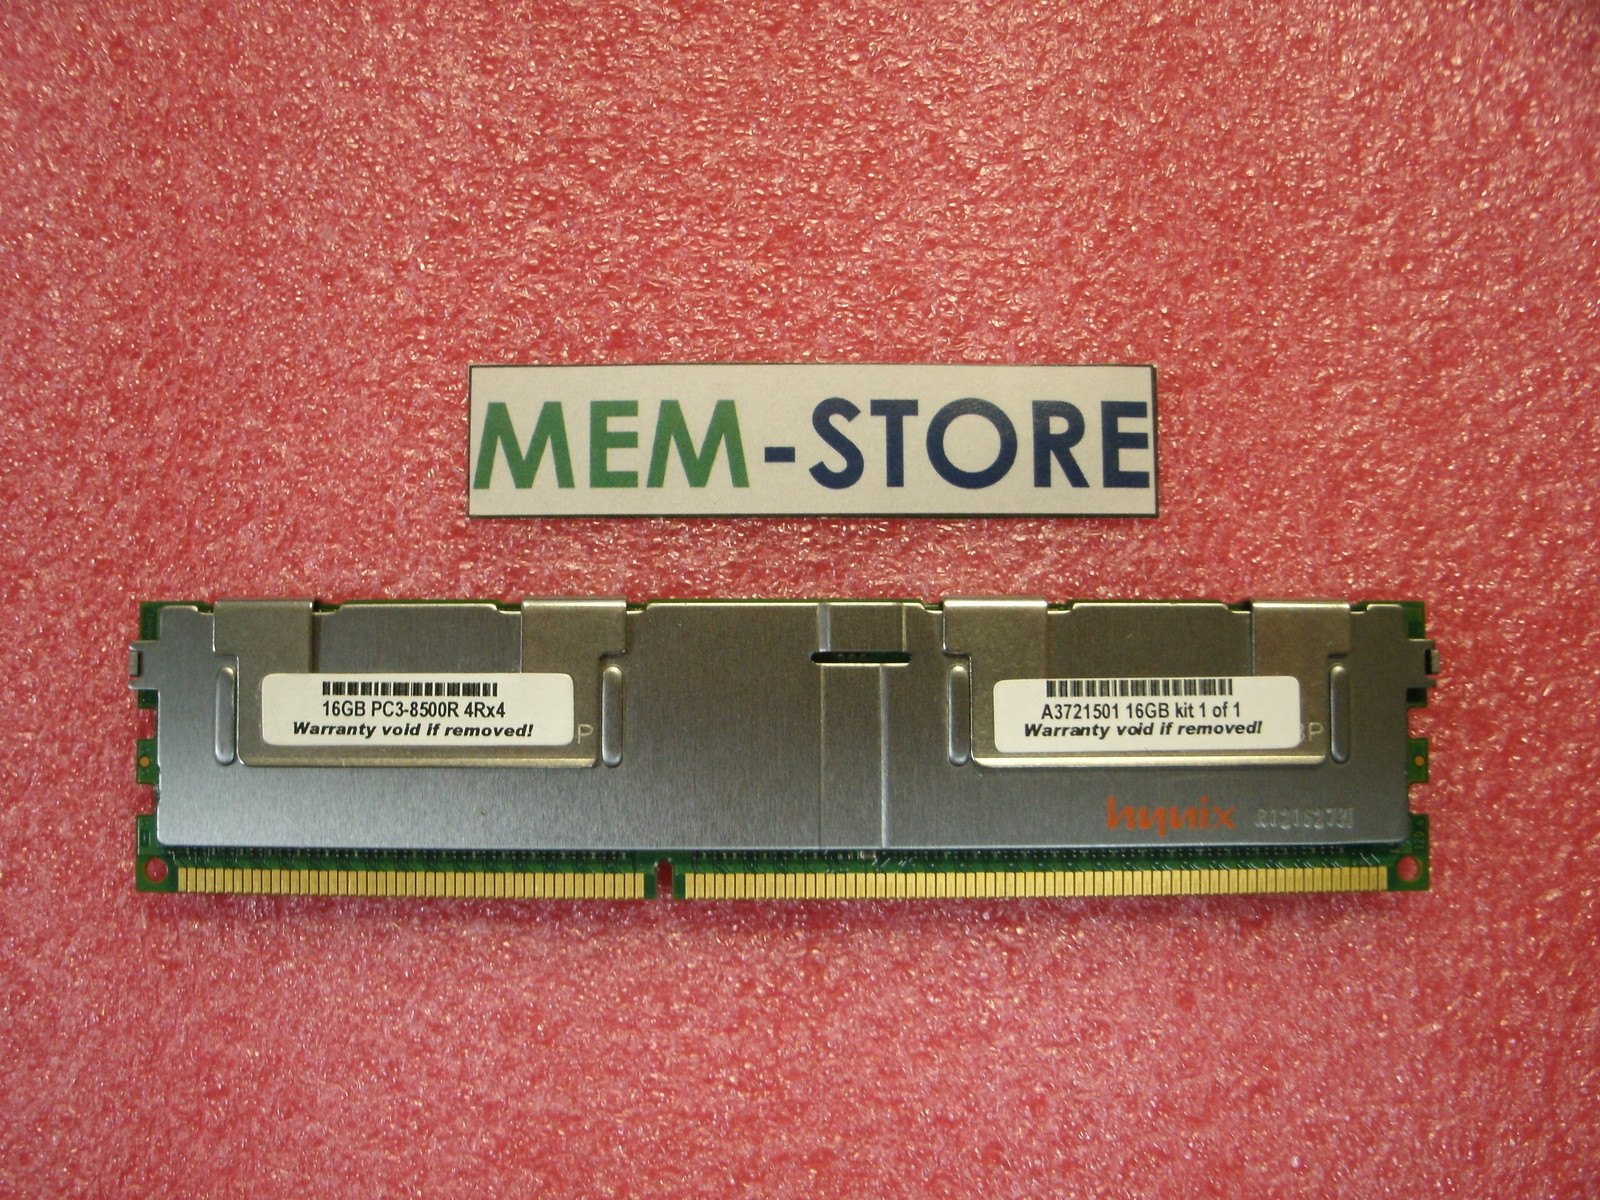 MEM-STORE
16GB PC3-8500R 4Rx4
Warranty void if removed!
P
A3721501 16GB kit 1 of 1
Warranty void if removed!
P
hynix